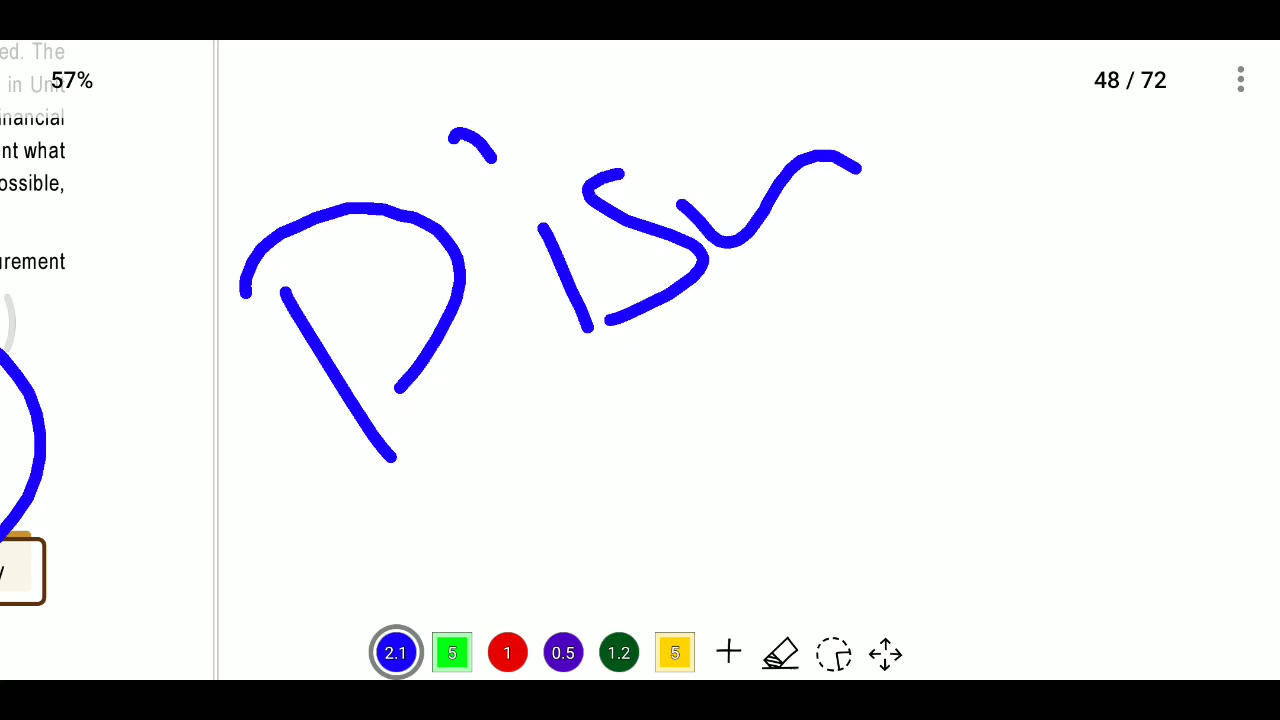 ed. The
57%
48 / 72
in Unit
inancial
nt what
ossible,
urement
Dis
y
2.1 5 1 0.5 1.2 5